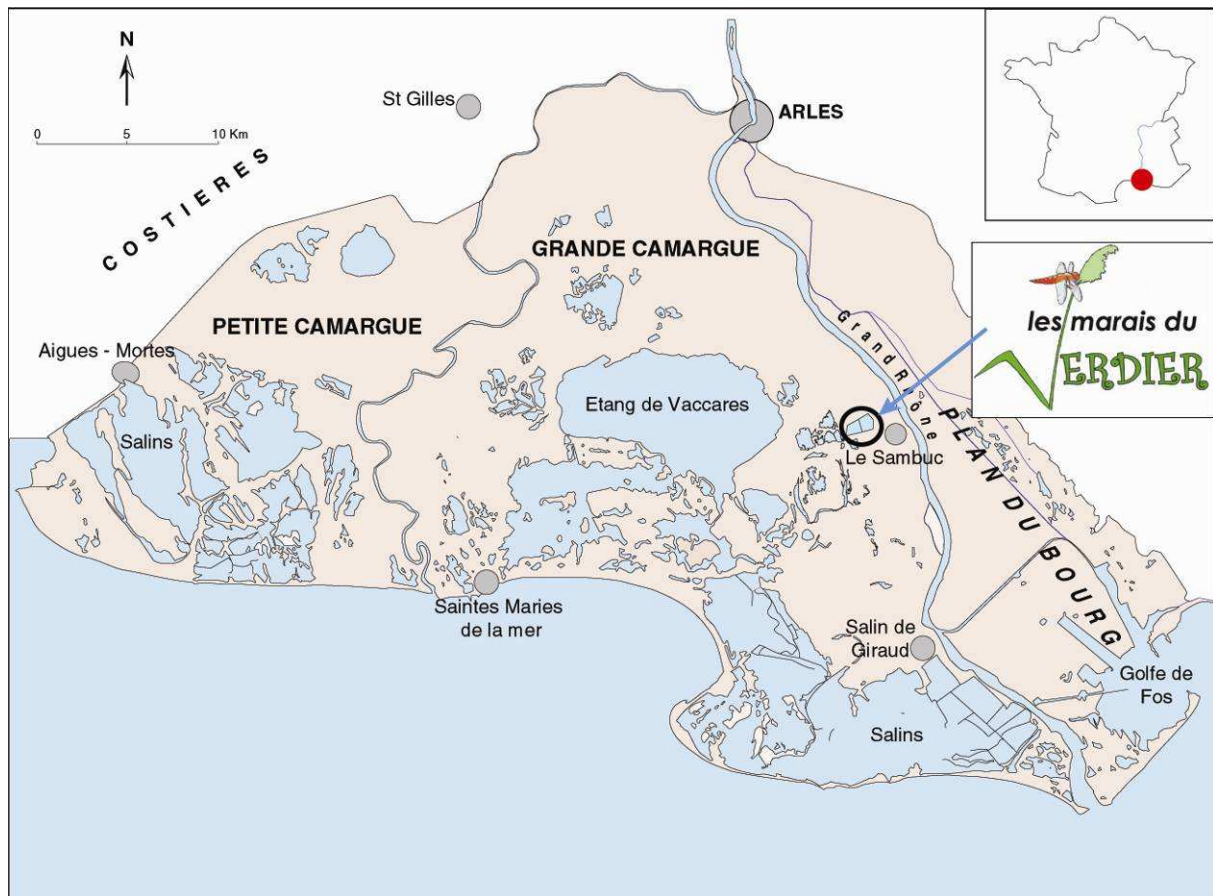 N
0 5 10 Km
St Gilles
ARLES
COSTIERES
GRANDE CAMARGUE
PETITE CAMARGUE
Aigues - Mortes
Salins
Etang de Vaccares
Grand Rhône
les marais du
VERDIER
Le Sambuc
PLAN DU BOURG
Saintes Maries
de la mer
Salin de
Giraud
Golfe de
Fos
Salins